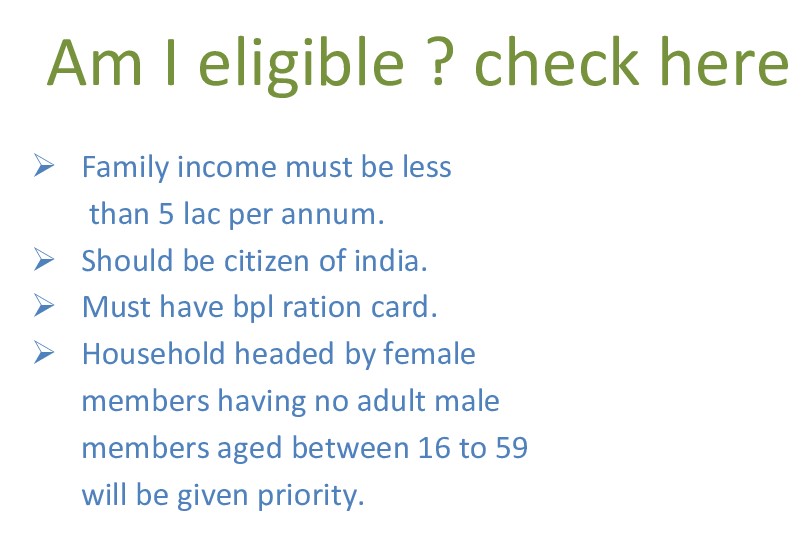 Am I eligible ? check here
➢ Family income must be less
than 5 lac per annum.
➢ Should be citizen of india.
➢ Must have bpl ration card.
➢ Household headed by female
members having no adult male
members aged between 16 to 59
will be given priority.